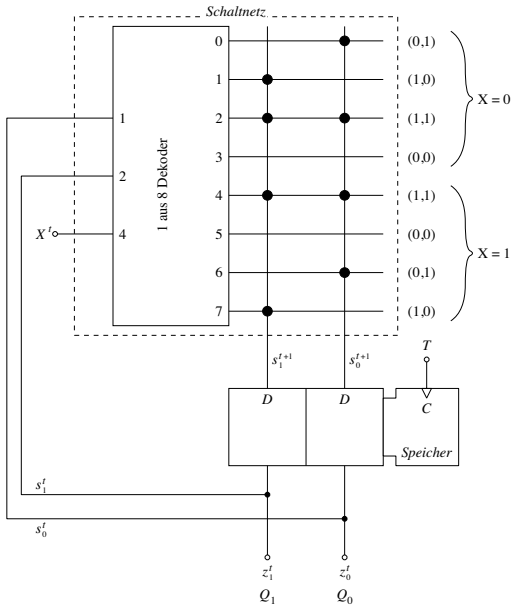 Schaltnetz
0 (0,1)
1 (1,0)
1 2 (1,1)
X = 0
3 (0,0)
2
1 aus 8 Dekoder
4 (1,1)
X^t 4 5 (0,0)
X = 1
6 (0,1)
7 (1,0)
s_1^{t+1} s_0^{t+1} T
D D C
Speicher
s_1^t
s_0^t
z_1^t z_0^t
Q_1 Q_0